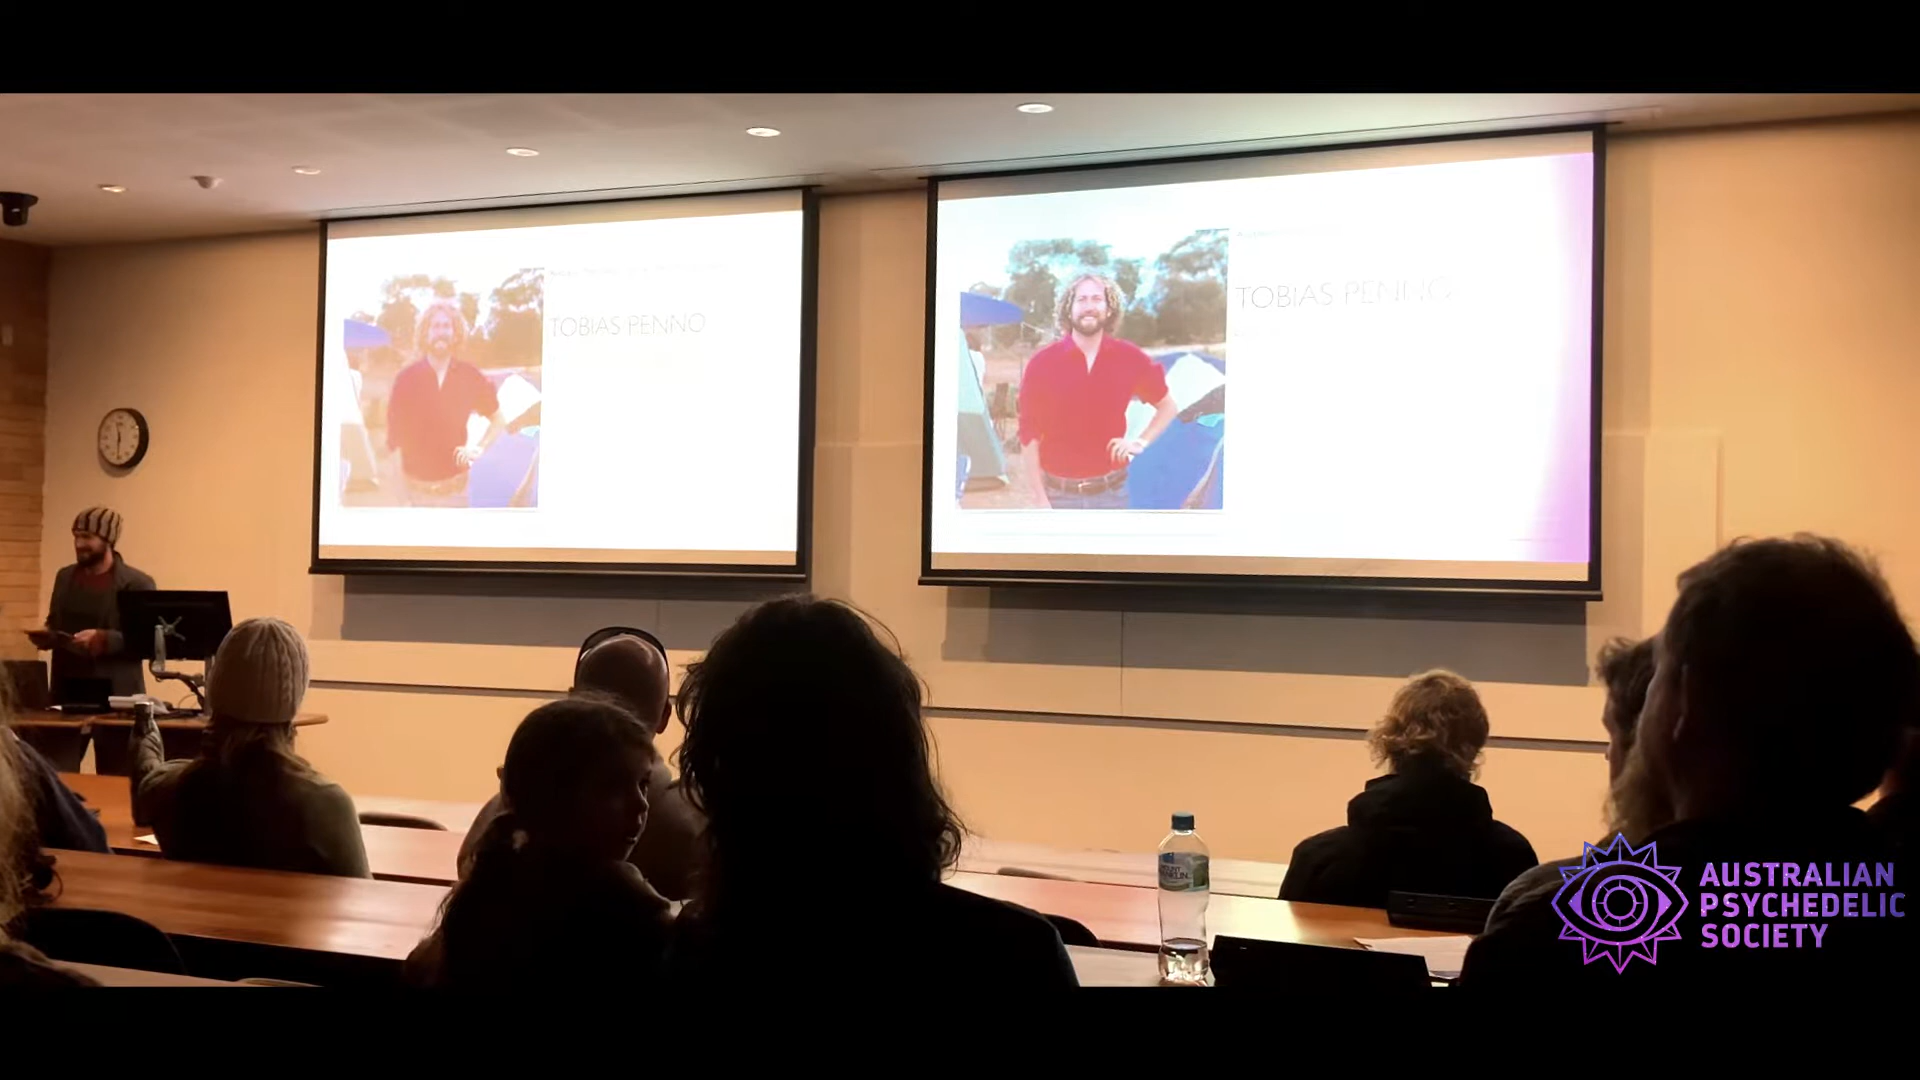 TOBIAS PENNO
TOBIAS PENNO
AUSTRALIAN
PSYCHEDELIC
SOCIETY